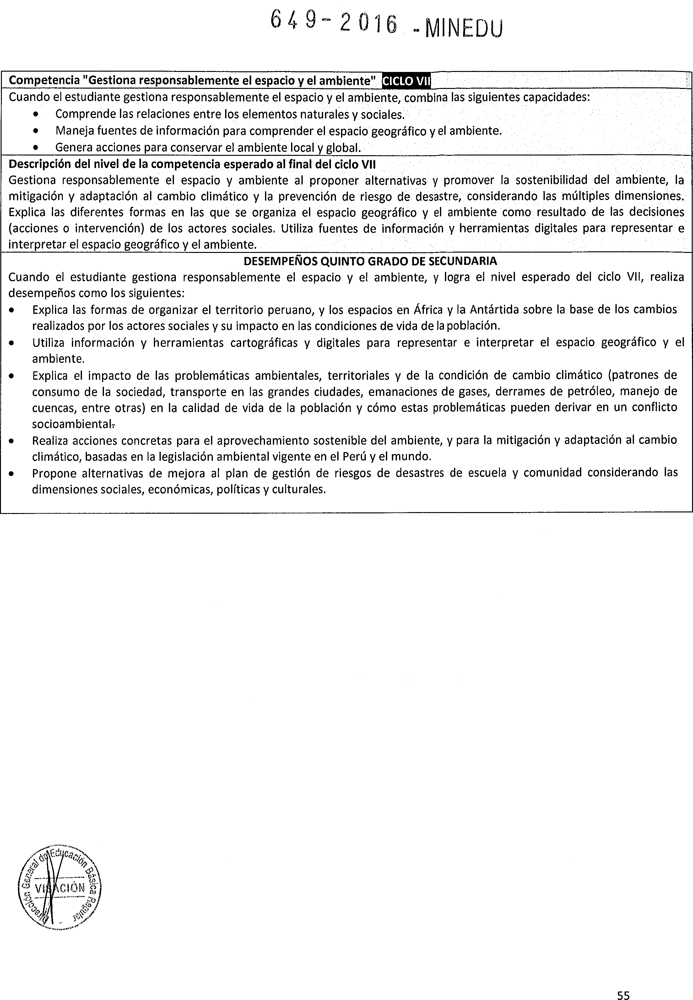 649-2016 - MINEDU
Competencia "Gestiona responsablemente el espacio y el ambiente" CICLO VII
Cuando el estudiante gestiona responsablemente el espacio y el ambiente, combina las siguientes capacidades:
• Comprende las relaciones entre los elementos naturales y sociales.
• Maneja fuentes de información para comprender el espacio geográfico y el ambiente.
• Genera acciones para conservar el ambiente local y global.
Descripción del nivel de la competencia esperado al final del ciclo VII
Gestiona responsablemente el espacio y ambiente al proponer alternativas y promover la sostenibilidad del ambiente, la
mitigación y adaptación al cambio climático y la prevención de riesgo de desastre, considerando las múltiples dimensiones.
Explica las diferentes formas en las que se organiza el espacio geográfico y el ambiente como resultado de las decisiones
(acciones o intervención) de los actores sociales. Utiliza fuentes de información y herramientas digitales para representar e
interpretar el espacio geográfico y el ambiente.
DESEMPEÑOS QUINTO GRADO DE SECUNDARIA
Cuando el estudiante gestiona responsablemente el espacio y el ambiente, y logra el nivel esperado del ciclo VII, realiza
desempeños como los siguientes:
• Explica las formas de organizar el territorio peruano, y los espacios en África y la Antártida sobre la base de los cambios
realizados por los actores sociales y su impacto en las condiciones de vida de la población.
• Utiliza información y herramientas cartográficas y digitales para representar e interpretar el espacio geográfico y el
ambiente.
• Explica el impacto de las problemáticas ambientales, territoriales y de la condición de cambio climático (patrones de
consumo de la sociedad, transporte en las grandes ciudades, emanaciones de gases, derrames de petróleo, manejo de
cuencas, entre otras) en la calidad de vida de la población y cómo estas problemáticas pueden derivar en un conflicto
socioambiental.
• Realiza acciones concretas para el aprovechamiento sostenible del ambiente, y para la mitigación y adaptación al cambio
climático, basadas en la legislación ambiental vigente en el Perú y el mundo.
• Propone alternativas de mejora al plan de gestión de riesgos de desastres de escuela y comunidad considerando las
dimensiones sociales, económicas, políticas y culturales.
Dirección General de Educación Básica Regular
VISACIÓN
55